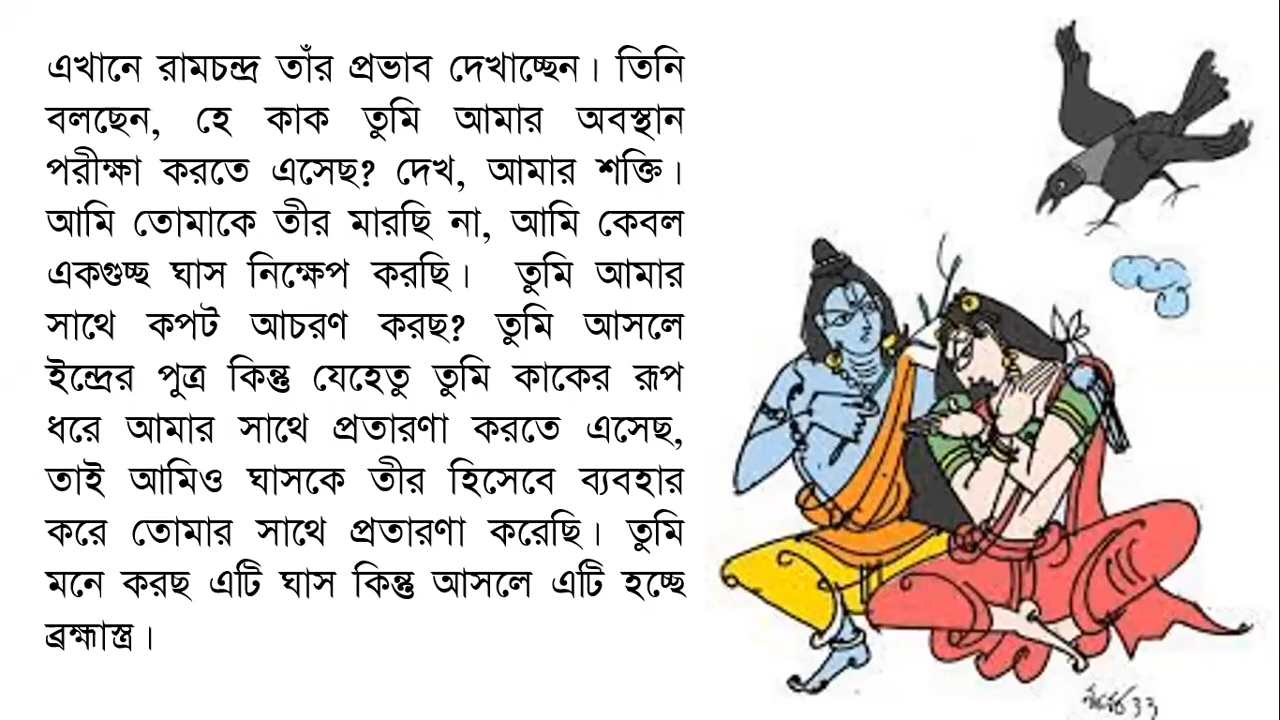 এখানে রামচন্দ্র তাঁর প্রভাব দেখাচ্ছেন। তিনি
বলছেন, হে কাক তুমি আমার অবস্থান
পরীক্ষা করতে এসেছ? দেখ, আমার শক্তি।
আমি তোমাকে তীর মারছি না, আমি কেবল
একগুচ্ছ ঘাস নিক্ষেপ করছি। তুমি আমার
সাথে কপট আচরণ করছ? তুমি আসলে
ইন্দ্রের পুত্র কিন্তু যেহেতু তুমি কাকের রূপ
ধরে আমার সাথে প্রতারণা করতে এসেছ,
তাই আমিও ঘাসকে তীর হিসেবে ব্যবহার
করে তোমার সাথে প্রতারণা করেছি। তুমি
মনে করছ এটি ঘাস কিন্তু আসলে এটি হচ্ছে
ব্রহ্মাস্ত্র।